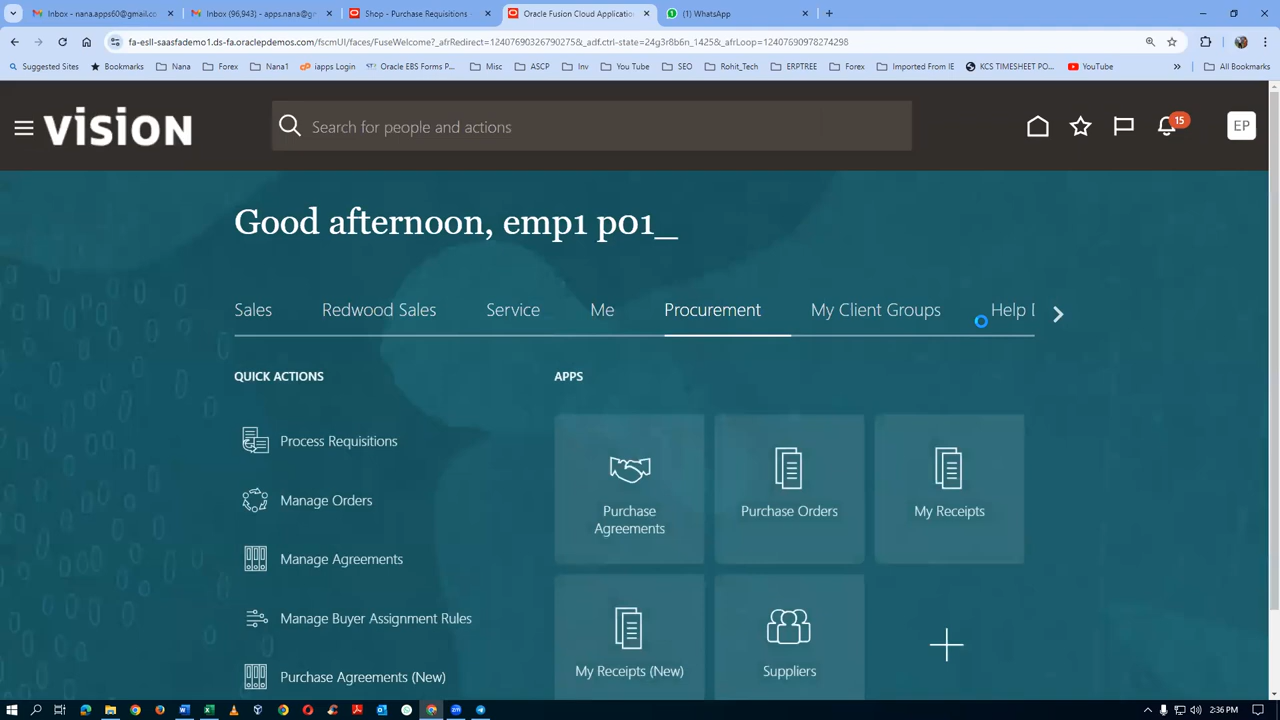 Inbox - nana.apps60@gmail.co
Inbox (96,943) - apps.nana@g
Shop - Purchase Requisitions
Oracle Fusion Cloud Application
(1) WhatsApp
fa-esll-saasfademo1.ds-fa.oraclepdemos.com/fscmUI/faces/FuseWelcome?_afrRedirect=12407690326790275&_adf.ctrl-state=24g3r8b6n_1425&_afrLoop=12407690978274298
Suggested Sites
Bookmarks
Nana
Forex
Nana1
iapps Login
Oracle EBS Forms P...
Misc
ASCP
Inv
You Tube
SEO
Rohit_Tech
ERPTREE
Forex
Imported From IE
KCS TIMESHEET PO...
YouTube
»
All Bookmarks
VISION
Search for people and actions
15
EP
Good afternoon, emp1 p01_
Sales
Redwood Sales
Service
Me
Procurement
My Client Groups
Help D
QUICK ACTIONS
APPS
Process Requisitions
Manage Orders
Manage Agreements
Manage Buyer Assignment Rules
Purchase Agreements (New)
Purchase
Agreements
Purchase Orders
My Receipts
My Receipts (New)
Suppliers
2:36 PM